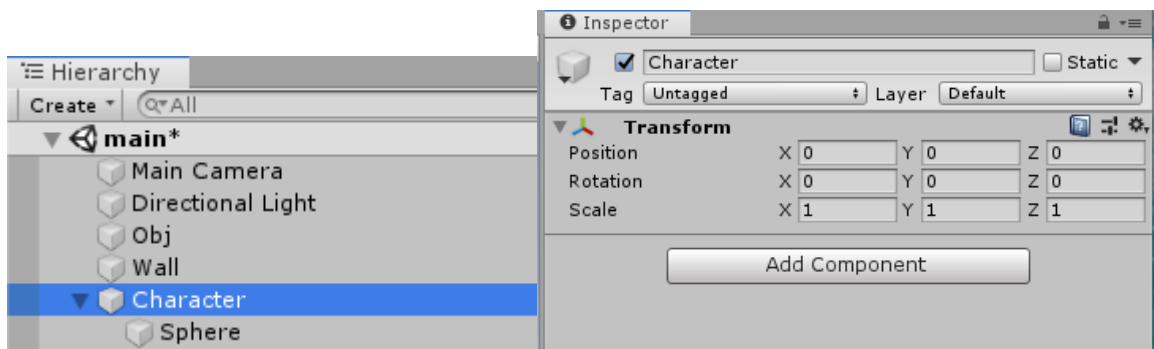 Hierarchy
Create All
main*
Main Camera
Directional Light
Obj
Wall
Character
Sphere
Inspector
Character Static
Tag Untagged Layer Default
Transform
Position X 0 Y 0 Z 0
Rotation X 0 Y 0 Z 0
Scale X 1 Y 1 Z 1
Add Component